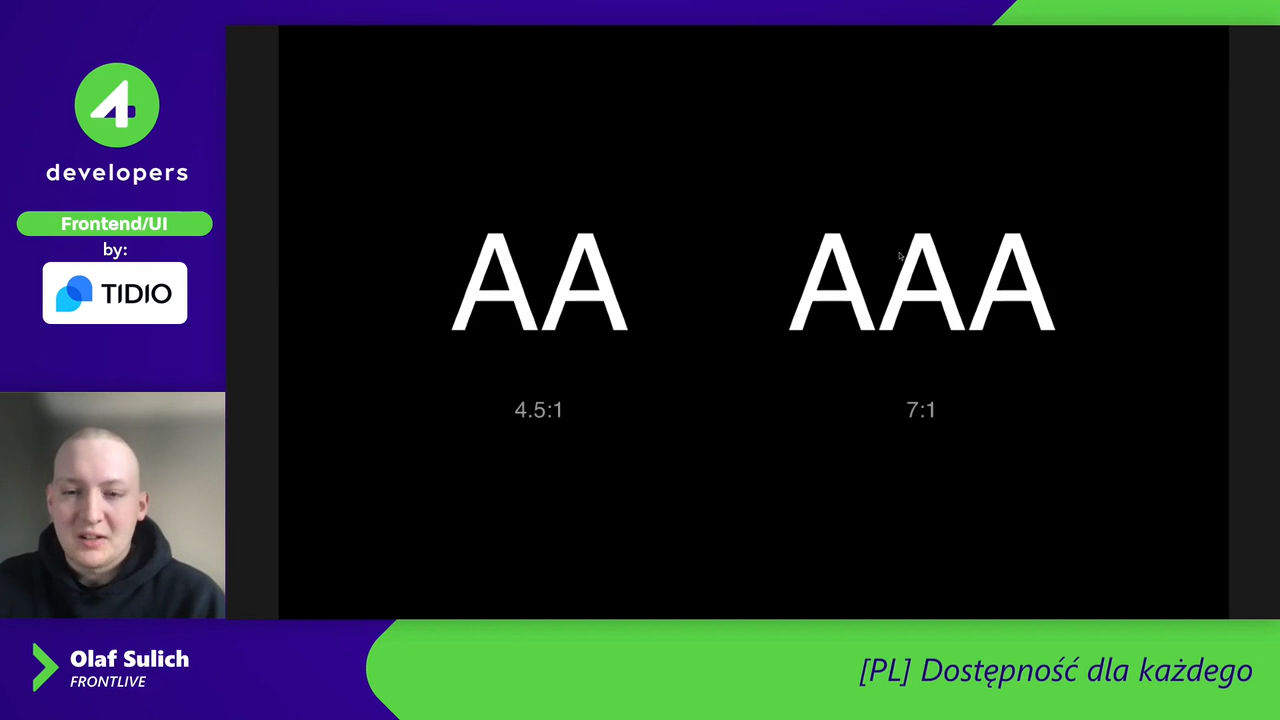 4
developers
Frontend/UI
by:
TIDIO
AA AAA
4.5:1 7:1
Olaf Sulich
FRONTLIVE
[PL] Dostępność dla każdego